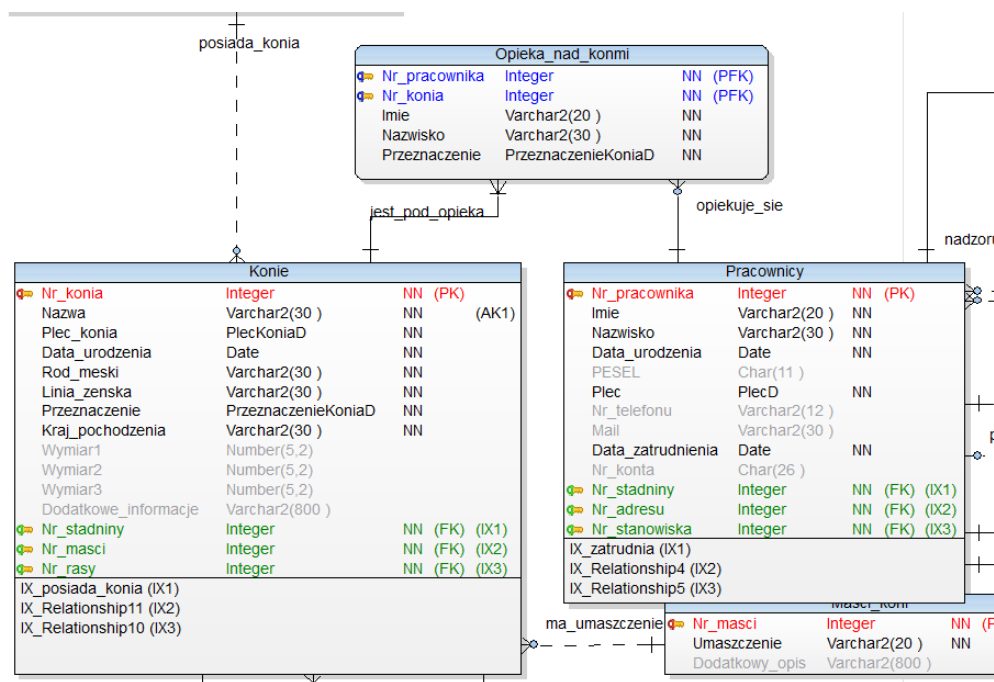 posiada_konia
Opieka_nad_konmi
Nr_pracownika Integer NN (PFK)
Nr_konia Integer NN (PFK)
Imie Varchar2(20 ) NN
Nazwisko Varchar2(30 ) NN
Przeznaczenie PrzeznaczenieKoniaD NN
jest_pod_opieka
opiekuje_sie
nadzoru
Konie
Nr_konia Integer NN (PK)
Nazwa Varchar2(30 ) NN (AK1)
Plec_konia PlecKoniaD NN
Data_urodzenia Date NN
Rod_meski Varchar2(30 ) NN
Linia_zenska Varchar2(30 ) NN
Przeznaczenie PrzeznaczenieKoniaD NN
Kraj_pochodzenia Varchar2(30 ) NN
Wymiar1 Number(5,2)
Wymiar2 Number(5,2)
Wymiar3 Number(5,2)
Dodatkowe_informacje Varchar2(800 )
Nr_stadniny Integer NN (FK) (IX1)
Nr_masci Integer NN (FK) (IX2)
Nr_rasy Integer NN (FK) (IX3)
IX_posiada_konia (IX1)
IX_Relationship11 (IX2)
IX_Relationship10 (IX3)
Pracownicy
Nr_pracownika Integer NN (PK)
Imie Varchar2(20 ) NN
Nazwisko Varchar2(30 ) NN
Data_urodzenia Date NN
PESEL Char(11 )
Plec PlecD NN
Nr_telefonu Varchar2(12 )
Mail Varchar2(30 )
Data_zatrudnienia Date NN
Nr_konta Char(26 )
Nr_stadniny Integer NN (FK) (IX1)
Nr_adresu Integer NN (FK) (IX2)
Nr_stanowiska Integer NN (FK) (IX3)
IX_zatrudnia (IX1)
IX_Relationship4 (IX2)
IX_Relationship5 (IX3)
ma_umaszczenie
Masci_koni
Nr_masci Integer NN
Umaszczenie Varchar2(20 ) NN
Dodatkowy_opis Varchar2(800 )